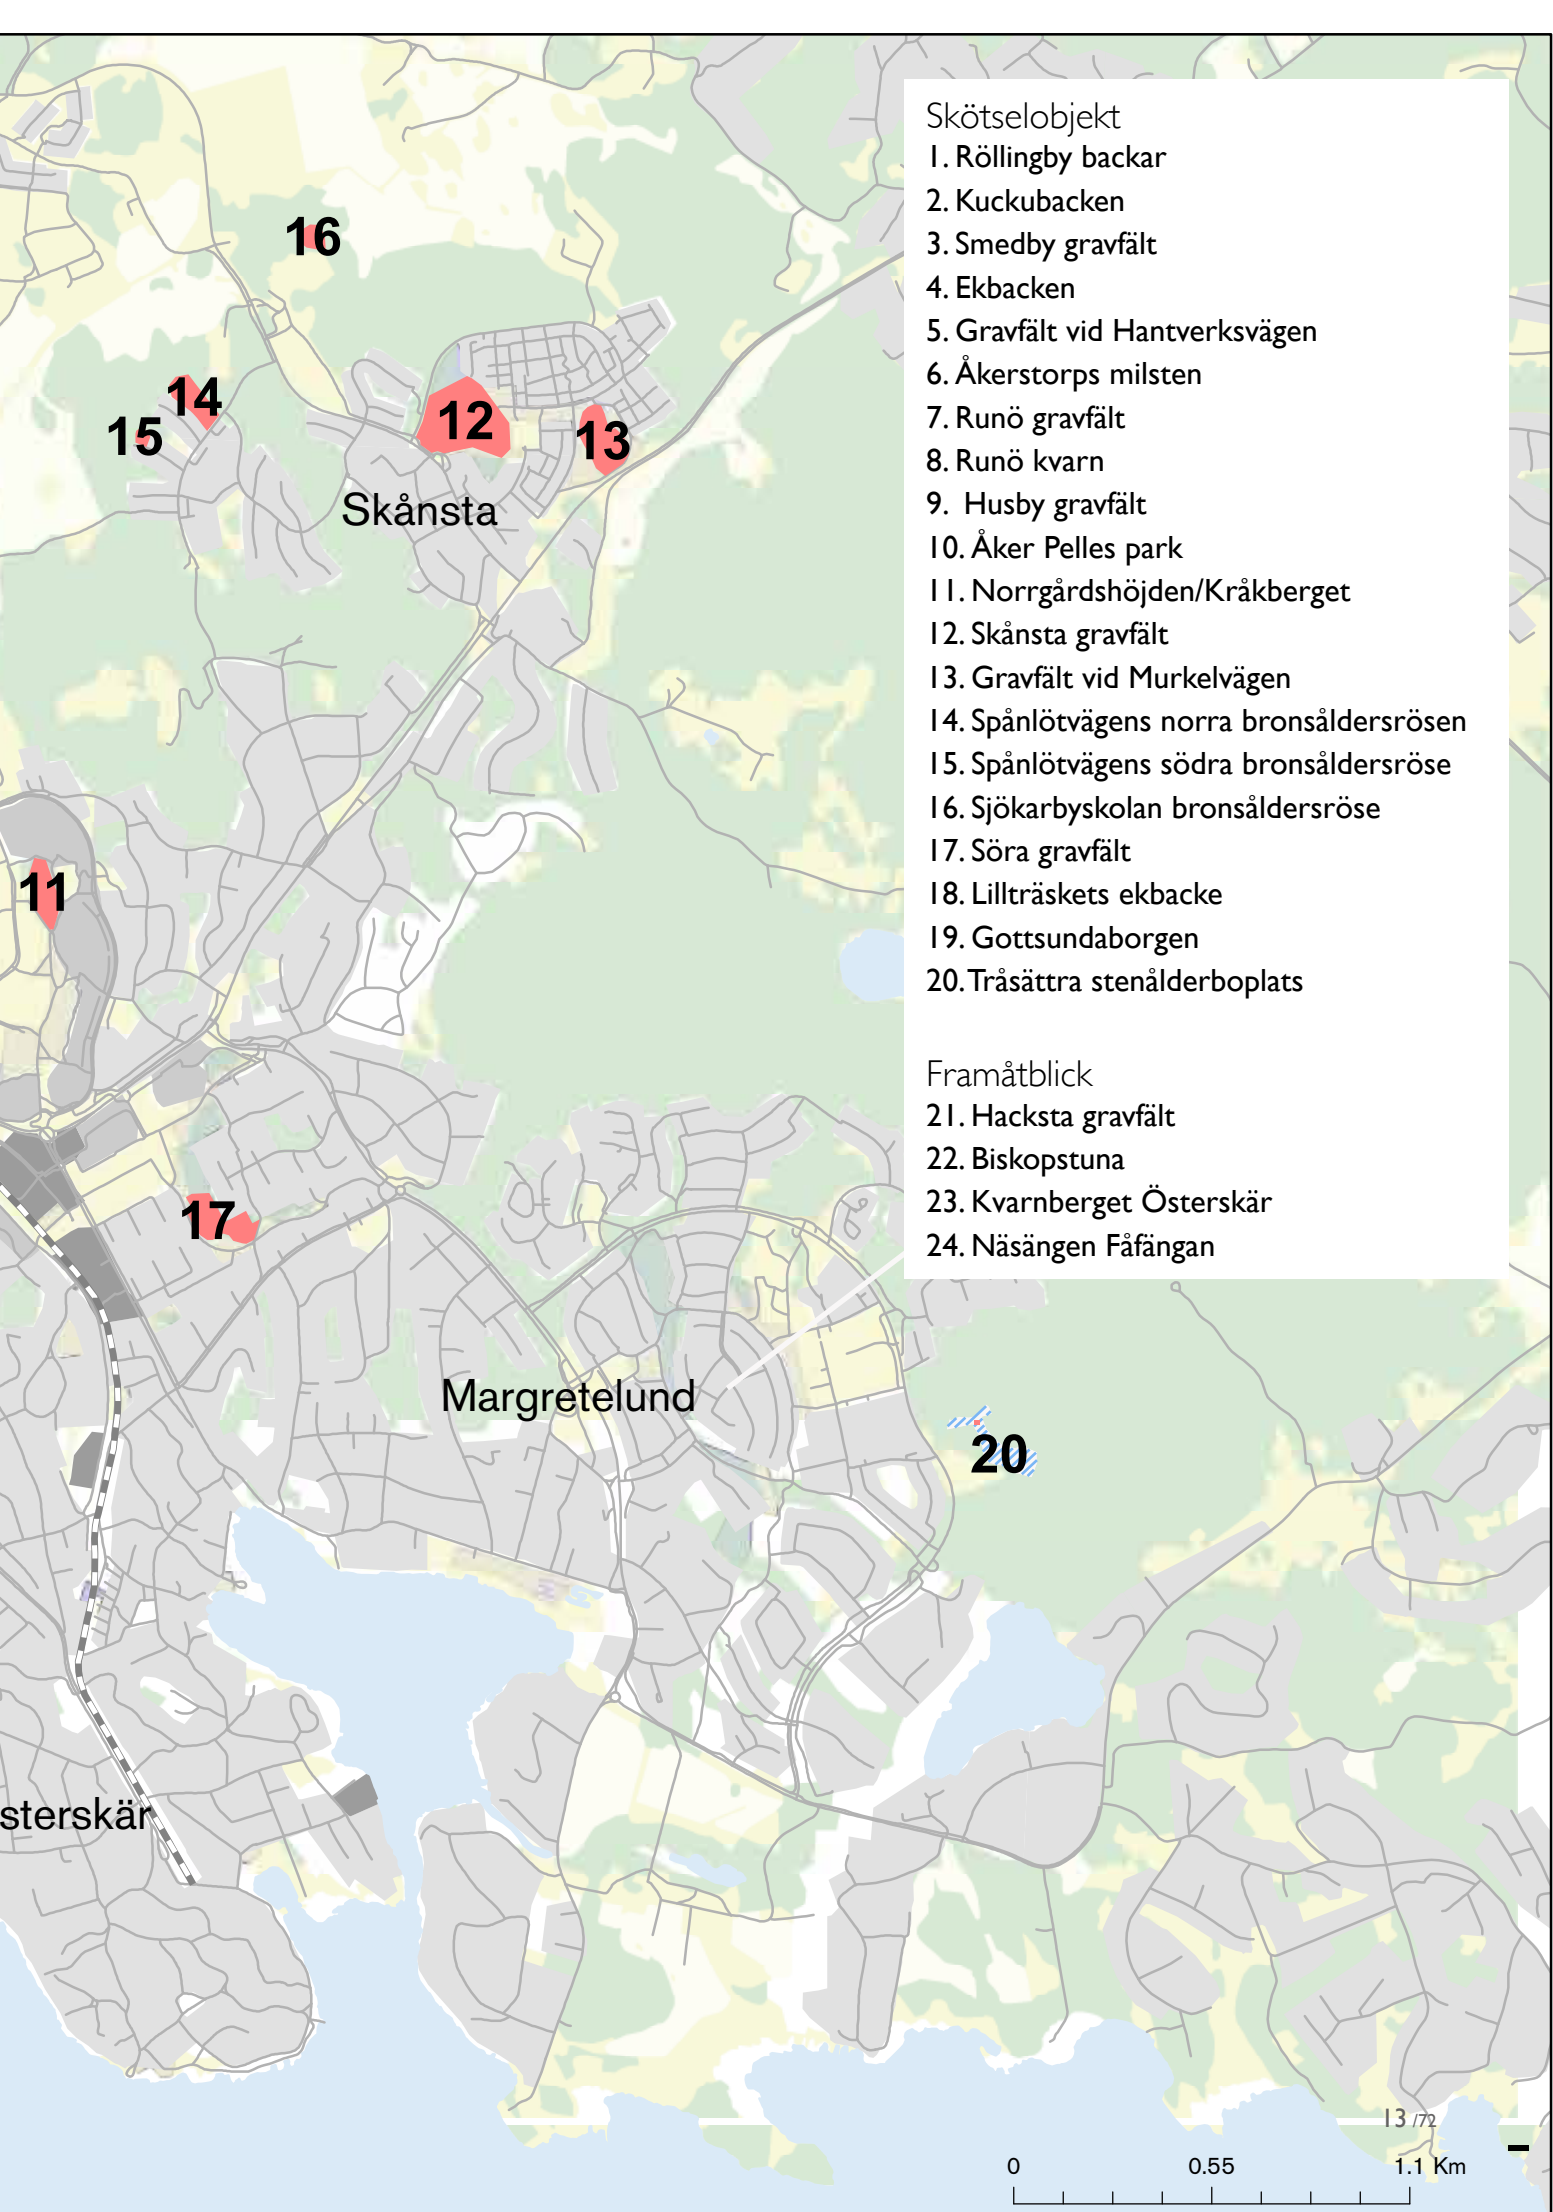 Skötselobjekt
1. Röllingby backar
2. Kuckubacken
3. Smedby gravfält
4. Ekbacken
5. Gravfält vid Hantverksvägen
6. Åkerstorps milsten
7. Runö gravfält
8. Runö kvarn
9. Husby gravfält
10. Åker Pelles park
11. Norrgårdshöjden/Kråkberget
12. Skånsta gravfält
13. Gravfält vid Murkelvägen
14. Spånlötvägens norra bronsåldersrösen
15. Spånlötvägens södra bronsåldersröse
16. Sjökarbyskolan bronsåldersröse
17. Söra gravfält
18. Lillträskets ekbacke
19. Gottsundaborgen
20. Tråsättra stenålderboplats
Framåtblick
21. Hacksta gravfält
22. Biskopstuna
23. Kvarnberget Österskär
24. Näsängen Fåfängan
16
14
15
12
13
Skånsta
11
17
Margretelund
20
sterskär
13 /72
0 0.55 1.1 Km